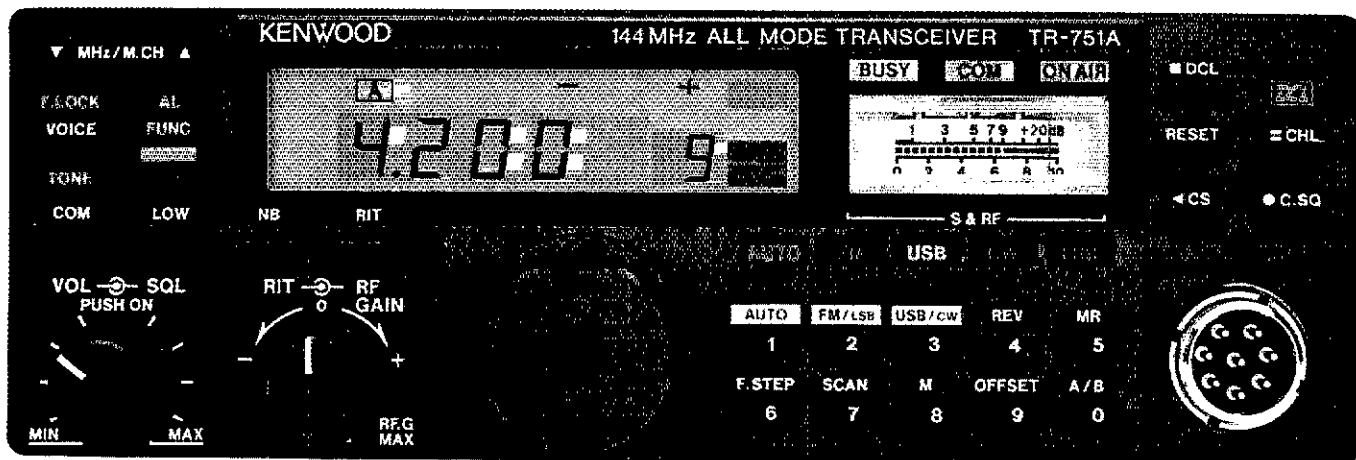 KENWOOD
144 MHz ALL MODE TRANSCEIVER TR-751A
▼ MHz/M.CH ▲
BUSY COM ON AIR
■ DCL
F.LOCK AL
VOICE FUNC
4.200 9
- +
1 3 5 7 9 +20dB
0 2 4 6 8 10
RESET = CHL
TONE
COM LOW
NB RIT
S & RF
◄CS ● C.SQ
AUTO USB
VOL SQL
PUSH ON
RIT RF
0 GAIN
- +
MIN MAX
RF.G
MAX
AUTO FM/LSB USB/CW REV MR
1 2 3 4 5
F.STEP SCAN M OFFSET A/B
6 7 8 9 0